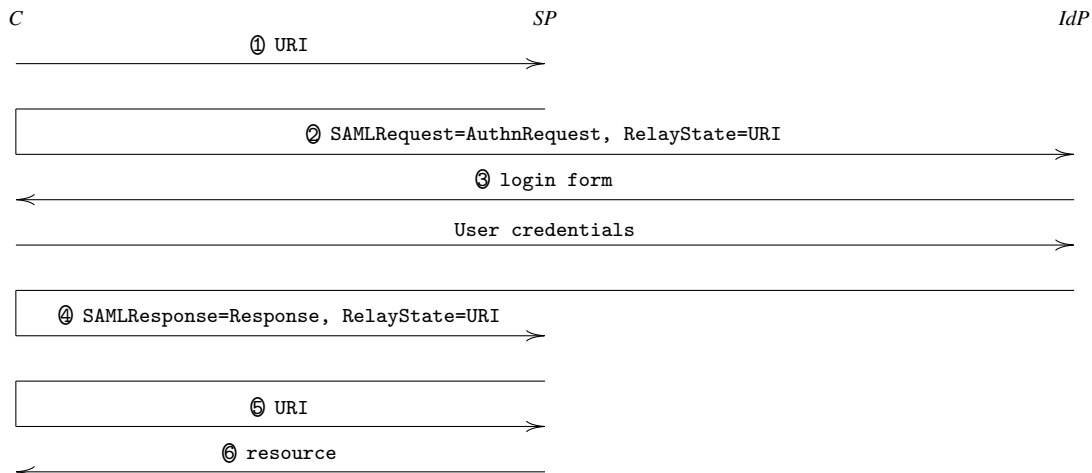 C SP IdP
① URI
② SAMLRequest=AuthnRequest, RelayState=URI
③ login form
User credentials
④ SAMLResponse=Response, RelayState=URI
⑤ URI
⑥ resource